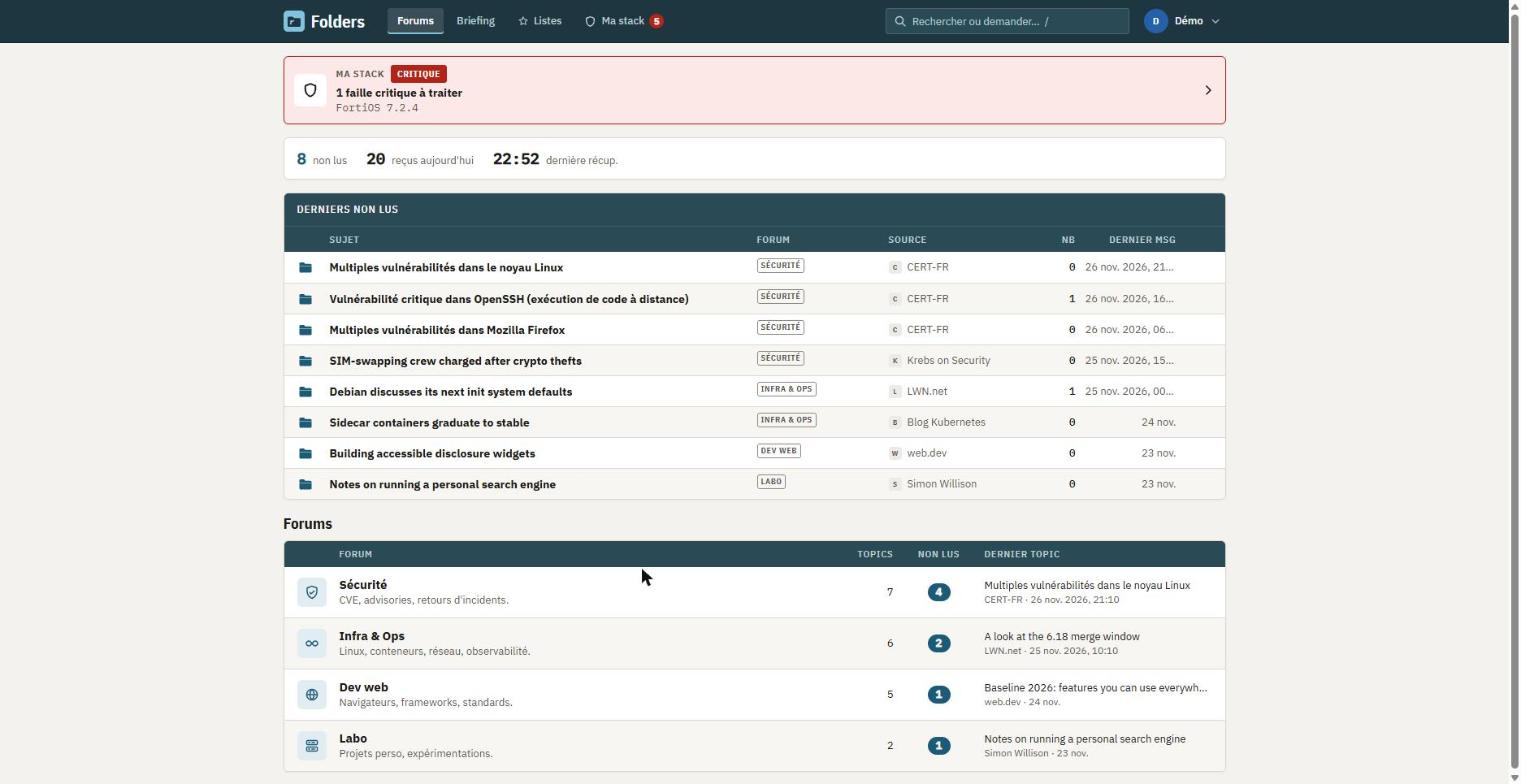 Folders Forums Briefing Listes Ma stack 5 Rechercher ou demander... / D Démo
MA STACK CRITIQUE
1 faille critique à traiter
FortiOS 7.2.4
8 non lus 20 reçus aujourd'hui 22:52 dernière récup.
DERNIERS NON LUS
SUJET FORUM SOURCE NB DERNIER MSG
Multiples vulnérabilités dans le noyau Linux SÉCURITÉ C CERT-FR 0 26 nov. 2026, 21...
Vulnérabilité critique dans OpenSSH (exécution de code à distance) SÉCURITÉ C CERT-FR 1 26 nov. 2026, 16...
Multiples vulnérabilités dans Mozilla Firefox SÉCURITÉ C CERT-FR 0 26 nov. 2026, 06...
SIM-swapping crew charged after crypto thefts SÉCURITÉ K Krebs on Security 0 25 nov. 2026, 15...
Debian discusses its next init system defaults INFRA & OPS L LWN.net 1 25 nov. 2026, 00...
Sidecar containers graduate to stable INFRA & OPS B Blog Kubernetes 0 24 nov.
Building accessible disclosure widgets DEV WEB W web.dev 0 23 nov.
Notes on running a personal search engine LABO S Simon Willison 0 23 nov.
Forums
FORUM TOPICS NON LUS DERNIER TOPIC
Sécurité 7 4 Multiples vulnérabilités dans le noyau Linux
CVE, advisories, retours d'incidents. CERT-FR · 26 nov. 2026, 21:10
Infra & Ops 6 2 A look at the 6.18 merge window
Linux, conteneurs, réseau, observabilité. LWN.net · 25 nov. 2026, 10:10
Dev web 5 1 Baseline 2026: features you can use everywh...
Navigateurs, frameworks, standards. web.dev · 24 nov.
Labo 2 1 Notes on running a personal search engine
Projets perso, expérimentations. Simon Willison · 23 nov.